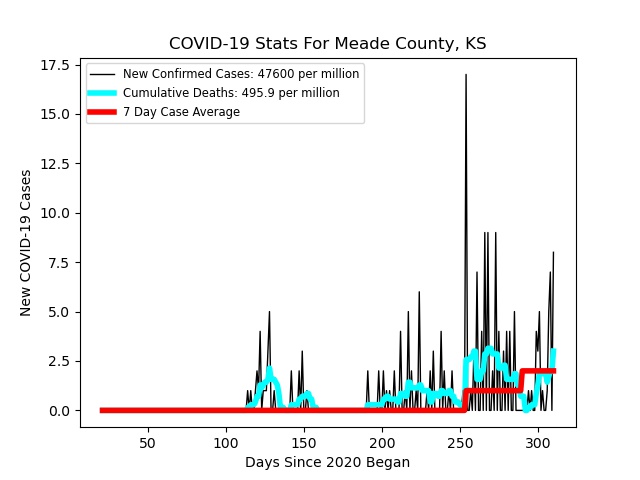 COVID-19 Stats For Meade County, KS
New Confirmed Cases: 47600 per million
Cumulative Deaths: 495.9 per million
7 Day Case Average
New COVID-19 Cases
17.5
15.0
12.5
10.0
7.5
5.0
2.5
0.0
50 100 150 200 250 300
Days Since 2020 Began